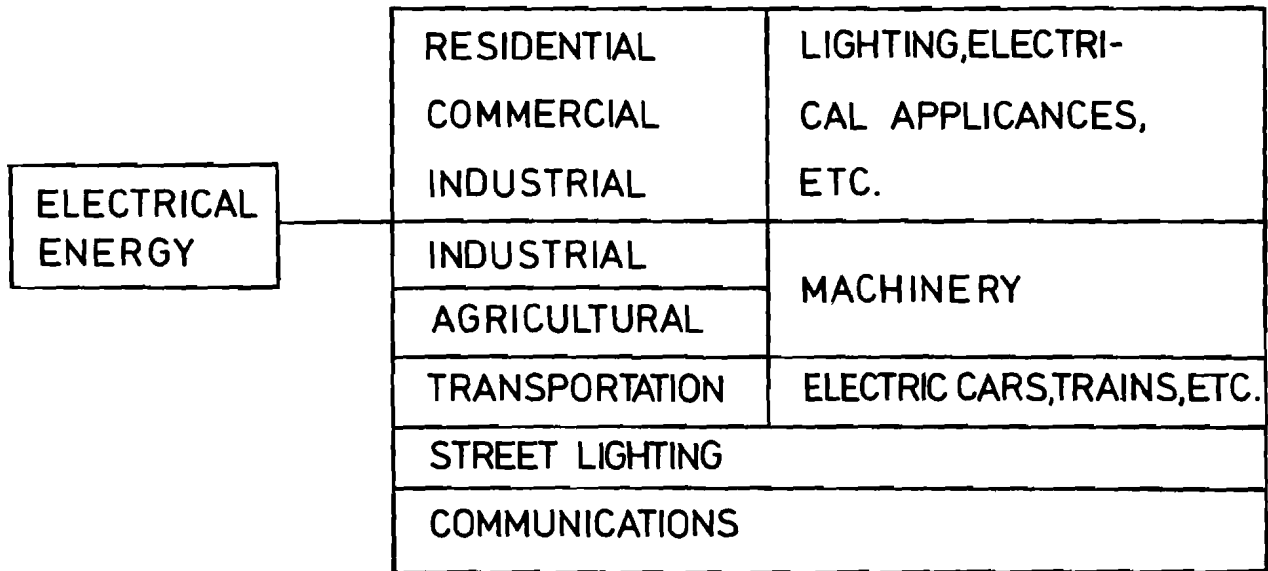 ELECTRICAL
ENERGY
RESIDENTIAL
COMMERCIAL
INDUSTRIAL
LIGHTING,ELECTRI-
CAL APPLICANCES,
ETC.
INDUSTRIAL
AGRICULTURAL
MACHINERY
TRANSPORTATION
ELECTRIC CARS,TRAINS,ETC.
STREET LIGHTING
COMMUNICATIONS